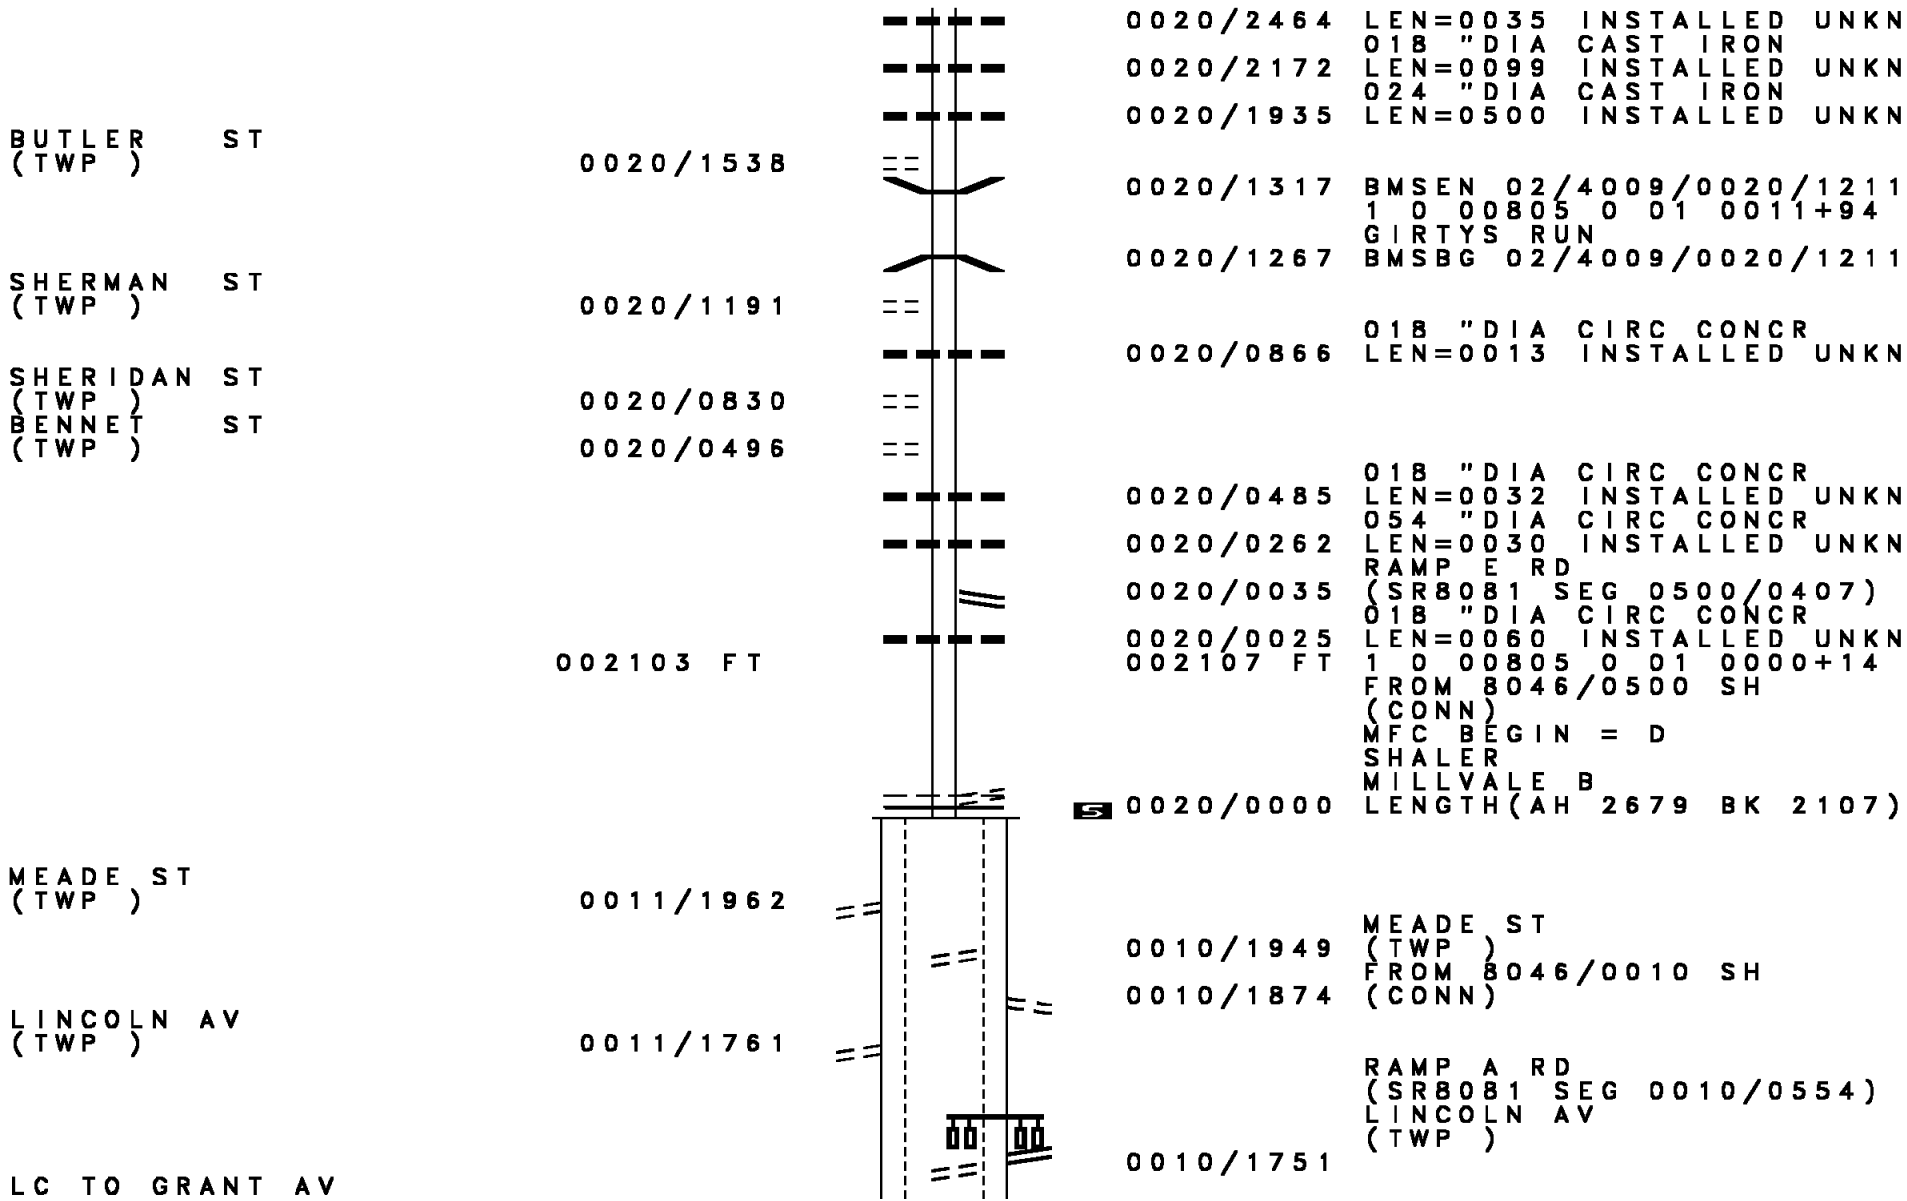 0020/2464 LEN=0035 INSTALLED UNKN
018 "DIA CAST IRON
0020/2172 LEN=0099 INSTALLED UNKN
024 "DIA CAST IRON
0020/1935 LEN=0500 INSTALLED UNKN
BUTLER ST
(TWP ) 0020/1538
0020/1317 BMSEN 02/4009/0020/1211
1 0 00805 0 01 0011+94
GIRTYS RUN
0020/1267 BMSBG 02/4009/0020/1211
SHERMAN ST
(TWP ) 0020/1191
018 "DIA CIRC CONCR
0020/0866 LEN=0013 INSTALLED UNKN
SHERIDAN ST
(TWP ) 0020/0830
BENNET ST
(TWP ) 0020/0496
018 "DIA CIRC CONCR
0020/0485 LEN=0032 INSTALLED UNKN
054 "DIA CIRC CONCR
0020/0262 LEN=0030 INSTALLED UNKN
RAMP E RD
0020/0035 (SR8081 SEG 0500/0407)
018 "DIA CIRC CONCR
0020/0025 LEN=0060 INSTALLED UNKN
002103 FT 002107 FT 1 0 00805 0 01 0000+14
FROM 8046/0500 SH
(CONN)
MFC BEGIN = D
SHALER
MILLVALE B
S 0020/0000 LENGTH(AH 2679 BK 2107)
MEADE ST
(TWP ) 0011/1962
MEADE ST
0010/1949 (TWP )
FROM 8046/0010 SH
0010/1874 (CONN)
LINCOLN AV
(TWP ) 0011/1761
RAMP A RD
(SR8081 SEG 0010/0554)
LINCOLN AV
(TWP )
0010/1751
LC TO GRANT AV